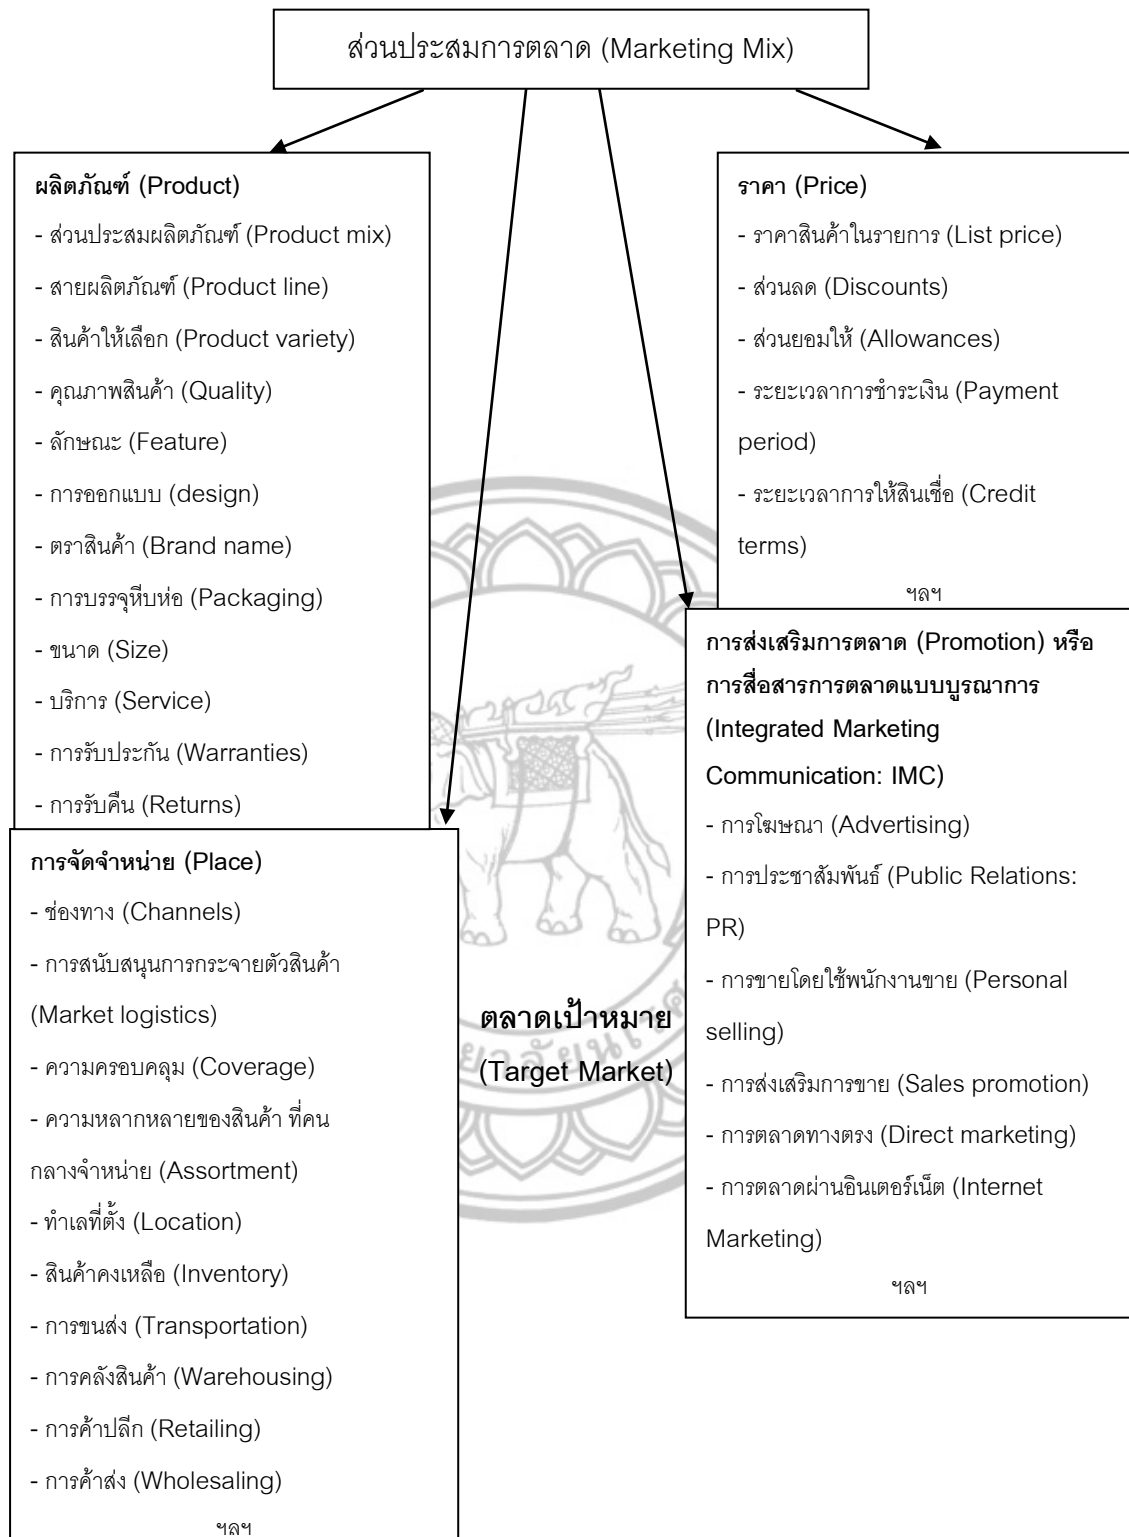 ส่วนประสมการตลาด (Marketing Mix)
ผลิตภัณฑ์ (Product)
- ส่วนประสมผลิตภัณฑ์ (Product mix)
- สายผลิตภัณฑ์ (Product line)
- สินค้าให้เลือก (Product variety)
- คุณภาพสินค้า (Quality)
- ลักษณะ (Feature)
- การออกแบบ (design)
- ตราสินค้า (Brand name)
- การบรรจุหีบห่อ (Packaging)
- ขนาด (Size)
- บริการ (Service)
- การรับประกัน (Warranties)
- การรับคืน (Returns)
ราคา (Price)
- ราคาสินค้าในรายการ (List price)
- ส่วนลด (Discounts)
- ส่วนยอมให้ (Allowances)
- ระยะเวลาการชำระเงิน (Payment
period)
- ระยะเวลาการให้สินเชื่อ (Credit
terms)
ฯลฯ
การจัดจำหน่าย (Place)
- ช่องทาง (Channels)
- การสนับสนุนการกระจายตัวสินค้า
(Market logistics)
- ความครอบคลุม (Coverage)
- ความหลากหลายของสินค้า ที่คน
กลางจำหน่าย (Assortment)
- ทำเลที่ตั้ง (Location)
- สินค้าคงเหลือ (Inventory)
- การขนส่ง (Transportation)
- การคลังสินค้า (Warehousing)
- การค้าปลีก (Retailing)
- การค้าส่ง (Wholesaling)
ฯลฯ
ตลาดเป้าหมาย
(Target Market)
การส่งเสริมการตลาด (Promotion) หรือ
การสื่อสารการตลาดแบบบูรณาการ
(Integrated Marketing
Communication: IMC)
- การโฆษณา (Advertising)
- การประชาสัมพันธ์ (Public Relations:
PR)
- การขายโดยใช้พนักงานขาย (Personal
selling)
- การส่งเสริมการขาย (Sales promotion)
- การตลาดทางตรง (Direct marketing)
- การตลาดผ่านอินเตอร์เน็ต (Internet
Marketing)
ฯลฯ